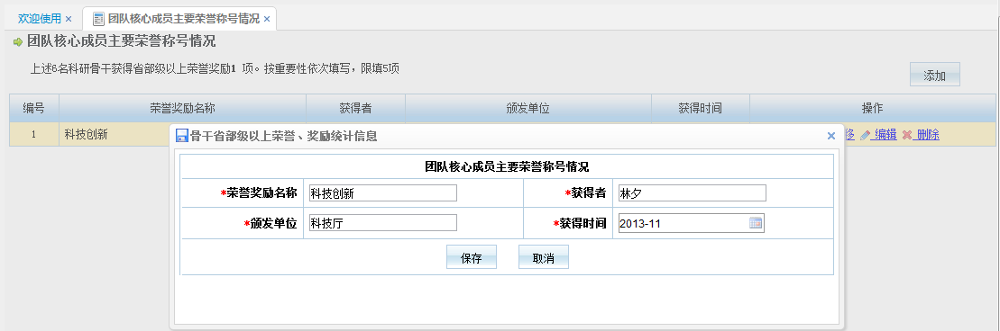 欢迎使用 × 团队核心成员主要荣誉称号情况 ×
团队核心成员主要荣誉称号情况
上述6名科研骨干获得省部级以上荣誉奖励1 项。按重要性依次填写，限填5项
添加
编号 荣誉奖励名称 获得者 颁发单位 获得时间 操作
1 科技创新 移 编辑 删除
骨干省部级以上荣誉、奖励统计信息 ×
团队核心成员主要荣誉称号情况
*荣誉奖励名称 科技创新 *获得者 林夕
*颁发单位 科技厅 *获得时间 2013-11
保存 取消